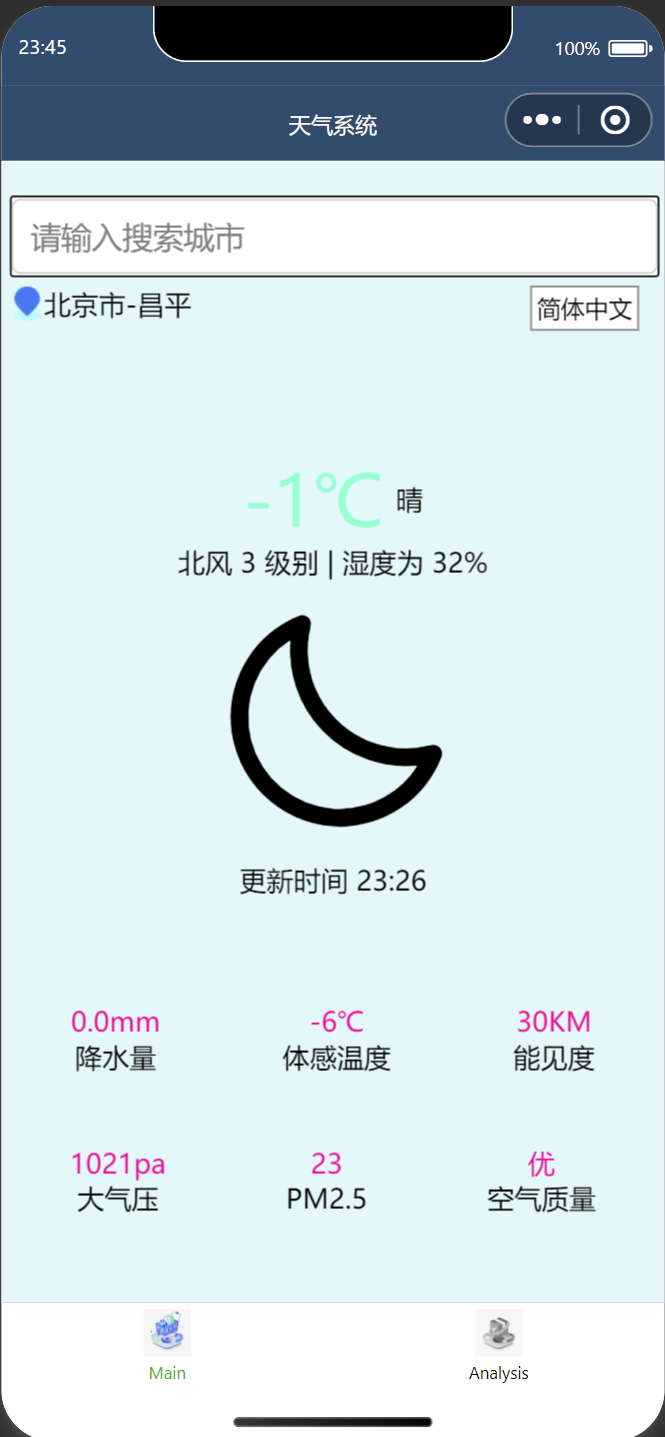 23:45
100%
天气系统
请输入搜索城市
北京市-昌平
简体中文
-1℃ 晴
北风 3 级别 | 湿度为 32%
更新时间 23:26
0.0mm -6℃ 30KM
降水量 体感温度 能见度
1021pa 23 优
大气压 PM2.5 空气质量
Main Analysis